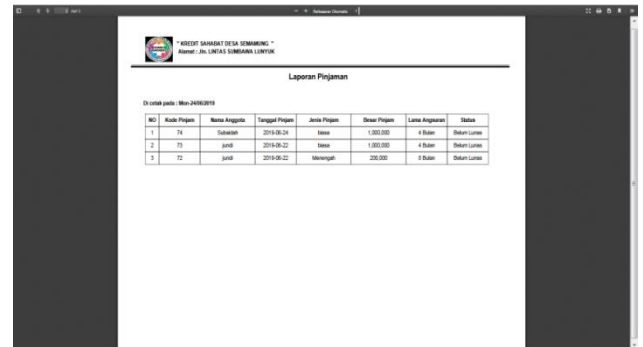 Perbesaran Otomatis
" KREDIT SAHABAT DESA SEMAMUNG "
Alamat : Jln. LINTAS SUMBAWA LUNYUK
Laporan Pinjaman
Di cetak pada : Mon-24/06/2019
NO Kode Pinjam Nama Anggota Tanggal Pinjam Jenis Pinjam Besar Pinjam Lama Angsuran Status
1 74 Subaidah 2019-06-24 biasa 1,000,000 4 Bulan Belum Lunas
2 73 jundi 2019-06-22 biasa 1,000,000 4 Bulan Belum Lunas
3 72 jundi 2019-06-22 Menengah 200,000 Bulan Belum Lunas